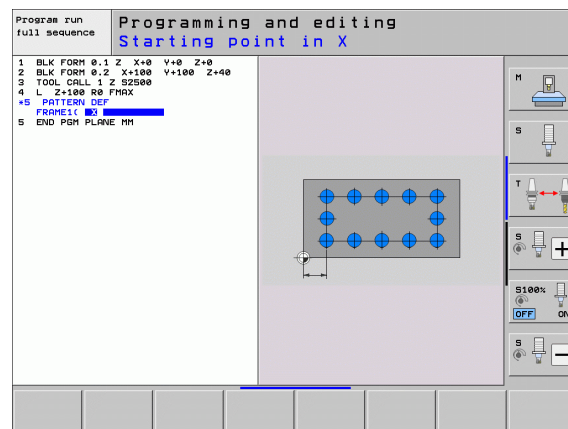 Program run
full sequence
Programming and editing
Starting point in X
1 BLK FORM 0.1 Z X+0 Y+0 Z+0
2 BLK FORM 0.2 X+100 Y+100 Z+40
3 TOOL CALL 1 Z S2500
4 L Z+100 R0 FMAX
*5 PATTERN DEF
FRAME1( X
5 END PGM PLANE MM
M
S
T
S
+
S100%
OFF ON
S
-